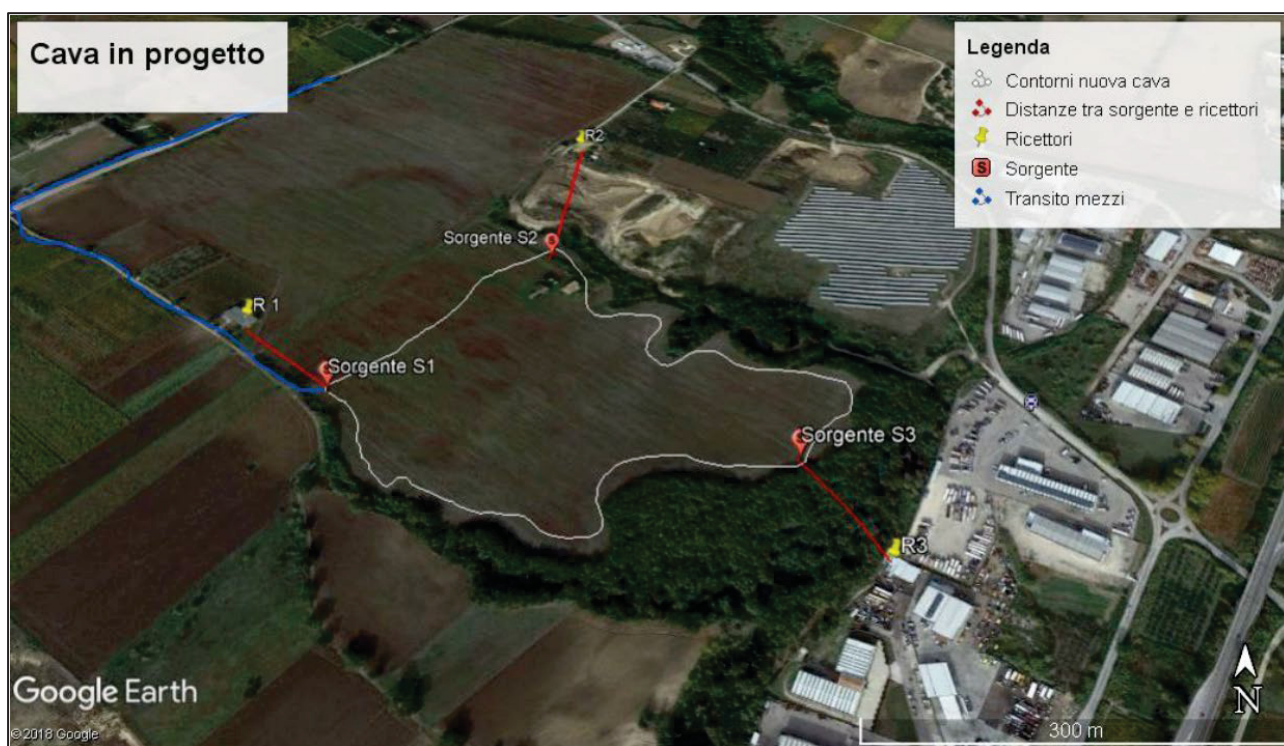 Cava in progetto
Legenda
Contorni nuova cava
Distanze tra sorgente e ricettori
Ricettori
S
Sorgente
Transito mezzi
R2
Sorgente S2
R 1
Sorgente S1
Sorgente S3
R3
Google Earth
©2018 Google
N
300 m